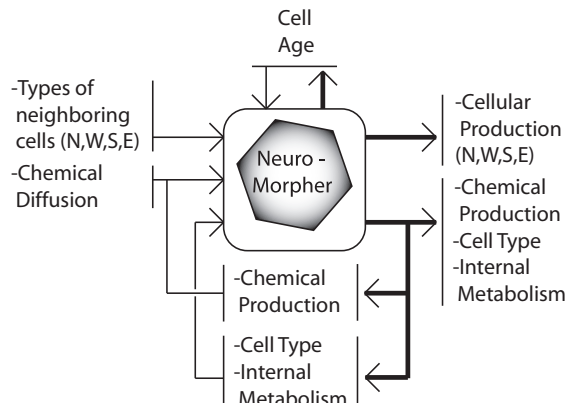 Cell
Age
-Types of
neighboring
cells (N,W,S,E)
-Chemical
Diffusion
Neuro -
Morpher
-Cellular
Production
(N,W,S,E)
-Chemical
Production
-Cell Type
-Internal
Metabolism
-Chemical
Production
-Cell Type
-Internal
Metabolism